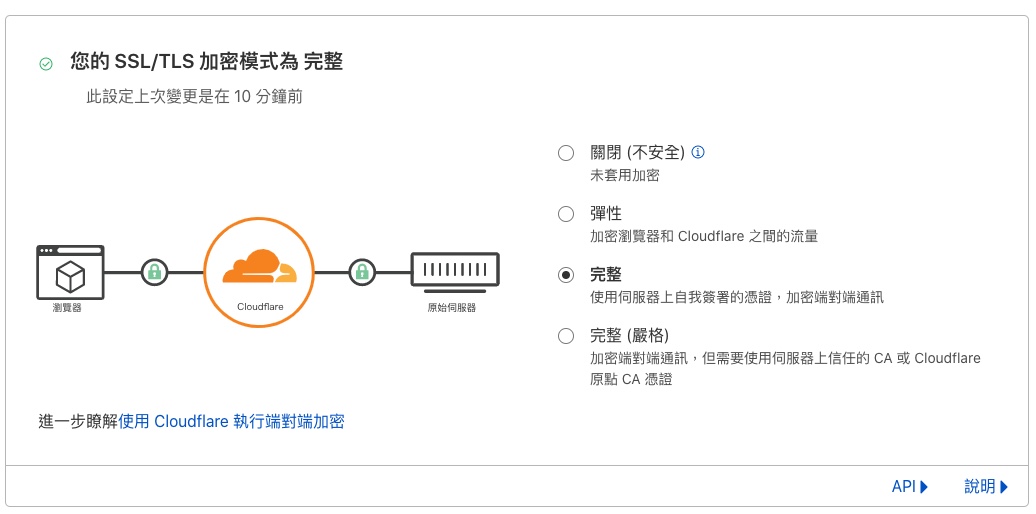 您的 SSL/TLS 加密模式為 完整
此設定上次變更是在 10 分鐘前
關閉 (不安全)
未套用加密
彈性
加密瀏覽器和 Cloudflare 之間的流量
完整
使用伺服器上自我簽署的憑證，加密端對端通訊
完整 (嚴格)
加密端對端通訊，但需要使用伺服器上信任的 CA 或 Cloudflare
原點 CA 憑證
瀏覽器
Cloudflare
原始伺服器
進一步瞭解使用 Cloudflare 執行端對端加密
API
說明